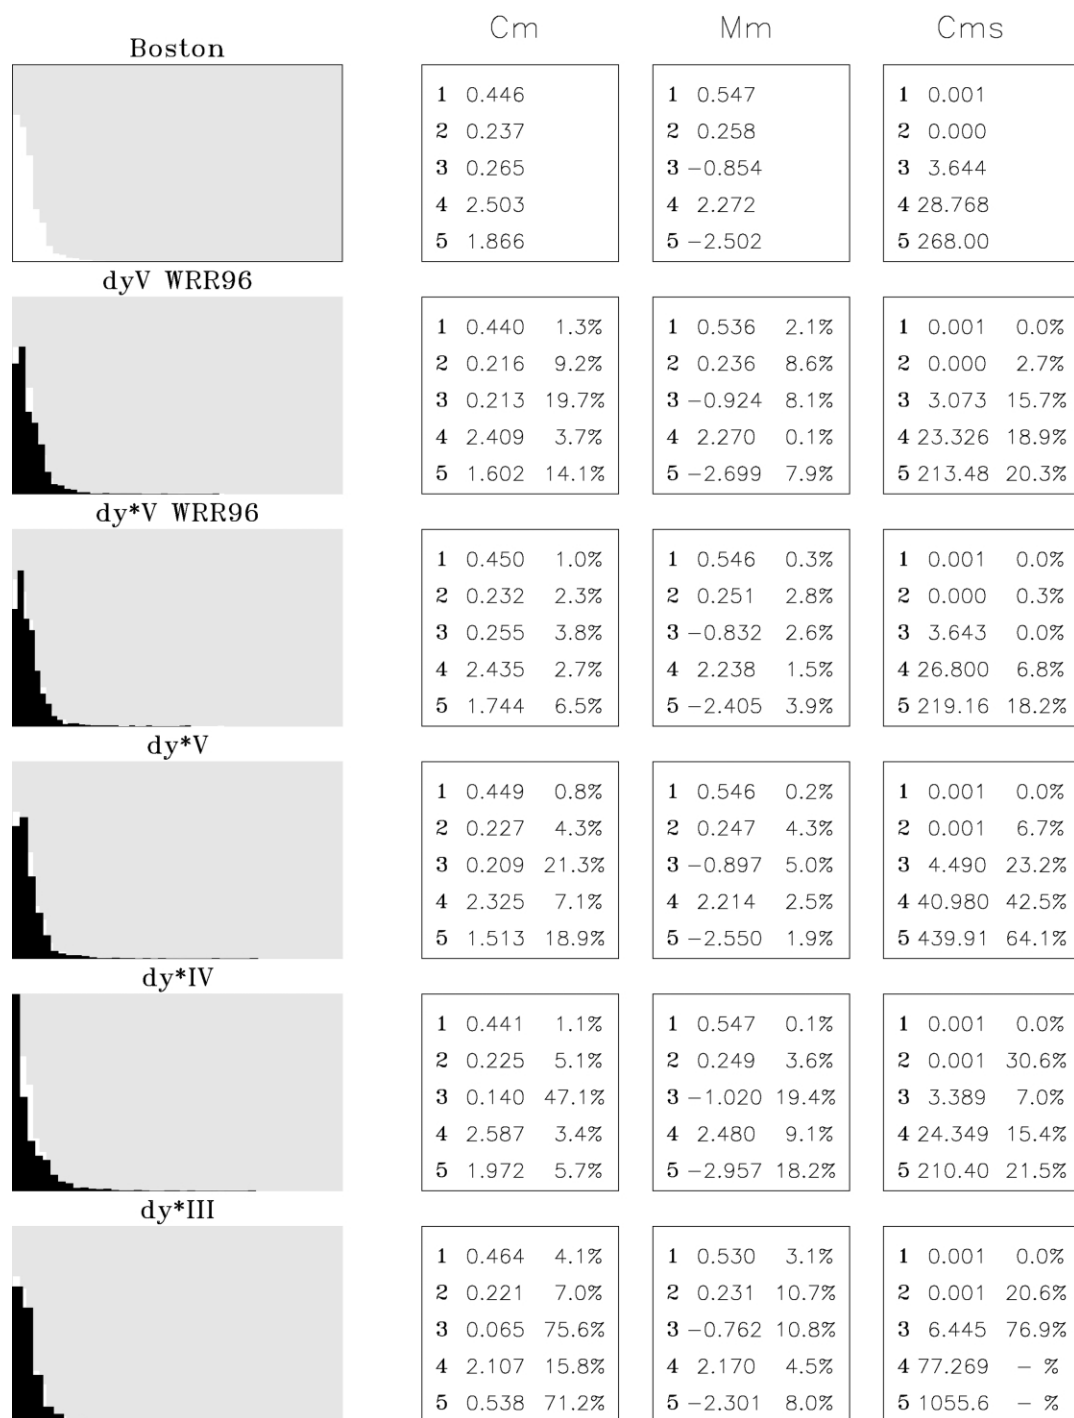 Cm Mm Cms
Boston
1 0.446 1 0.547 1 0.001
2 0.237 2 0.258 2 0.000
3 0.265 3 −0.854 3 3.644
4 2.503 4 2.272 4 28.768
5 1.866 5 −2.502 5 268.00
dyV WRR96
1 0.440 1.3% 1 0.536 2.1% 1 0.001 0.0%
2 0.216 9.2% 2 0.236 8.6% 2 0.000 2.7%
3 0.213 19.7% 3 −0.924 8.1% 3 3.073 15.7%
4 2.409 3.7% 4 2.270 0.1% 4 23.326 18.9%
5 1.602 14.1% 5 −2.699 7.9% 5 213.48 20.3%
dy*V WRR96
1 0.450 1.0% 1 0.546 0.3% 1 0.001 0.0%
2 0.232 2.3% 2 0.251 2.8% 2 0.000 0.3%
3 0.255 3.8% 3 −0.832 2.6% 3 3.643 0.0%
4 2.435 2.7% 4 2.238 1.5% 4 26.800 6.8%
5 1.744 6.5% 5 −2.405 3.9% 5 219.16 18.2%
dy*V
1 0.449 0.8% 1 0.546 0.2% 1 0.001 0.0%
2 0.227 4.3% 2 0.247 4.3% 2 0.001 6.7%
3 0.209 21.3% 3 −0.897 5.0% 3 4.490 23.2%
4 2.325 7.1% 4 2.214 2.5% 4 40.980 42.5%
5 1.513 18.9% 5 −2.550 1.9% 5 439.91 64.1%
dy*IV
1 0.441 1.1% 1 0.547 0.1% 1 0.001 0.0%
2 0.225 5.1% 2 0.249 3.6% 2 0.001 30.6%
3 0.140 47.1% 3 −1.020 19.4% 3 3.389 7.0%
4 2.587 3.4% 4 2.480 9.1% 4 24.349 15.4%
5 1.972 5.7% 5 −2.957 18.2% 5 210.40 21.5%
dy*III
1 0.464 4.1% 1 0.530 3.1% 1 0.001 0.0%
2 0.221 7.0% 2 0.231 10.7% 2 0.001 20.6%
3 0.065 75.6% 3 −0.762 10.8% 3 6.445 76.9%
4 2.107 15.8% 4 2.170 4.5% 4 77.269 − %
5 0.538 71.2% 5 −2.301 8.0% 5 1055.6 − %